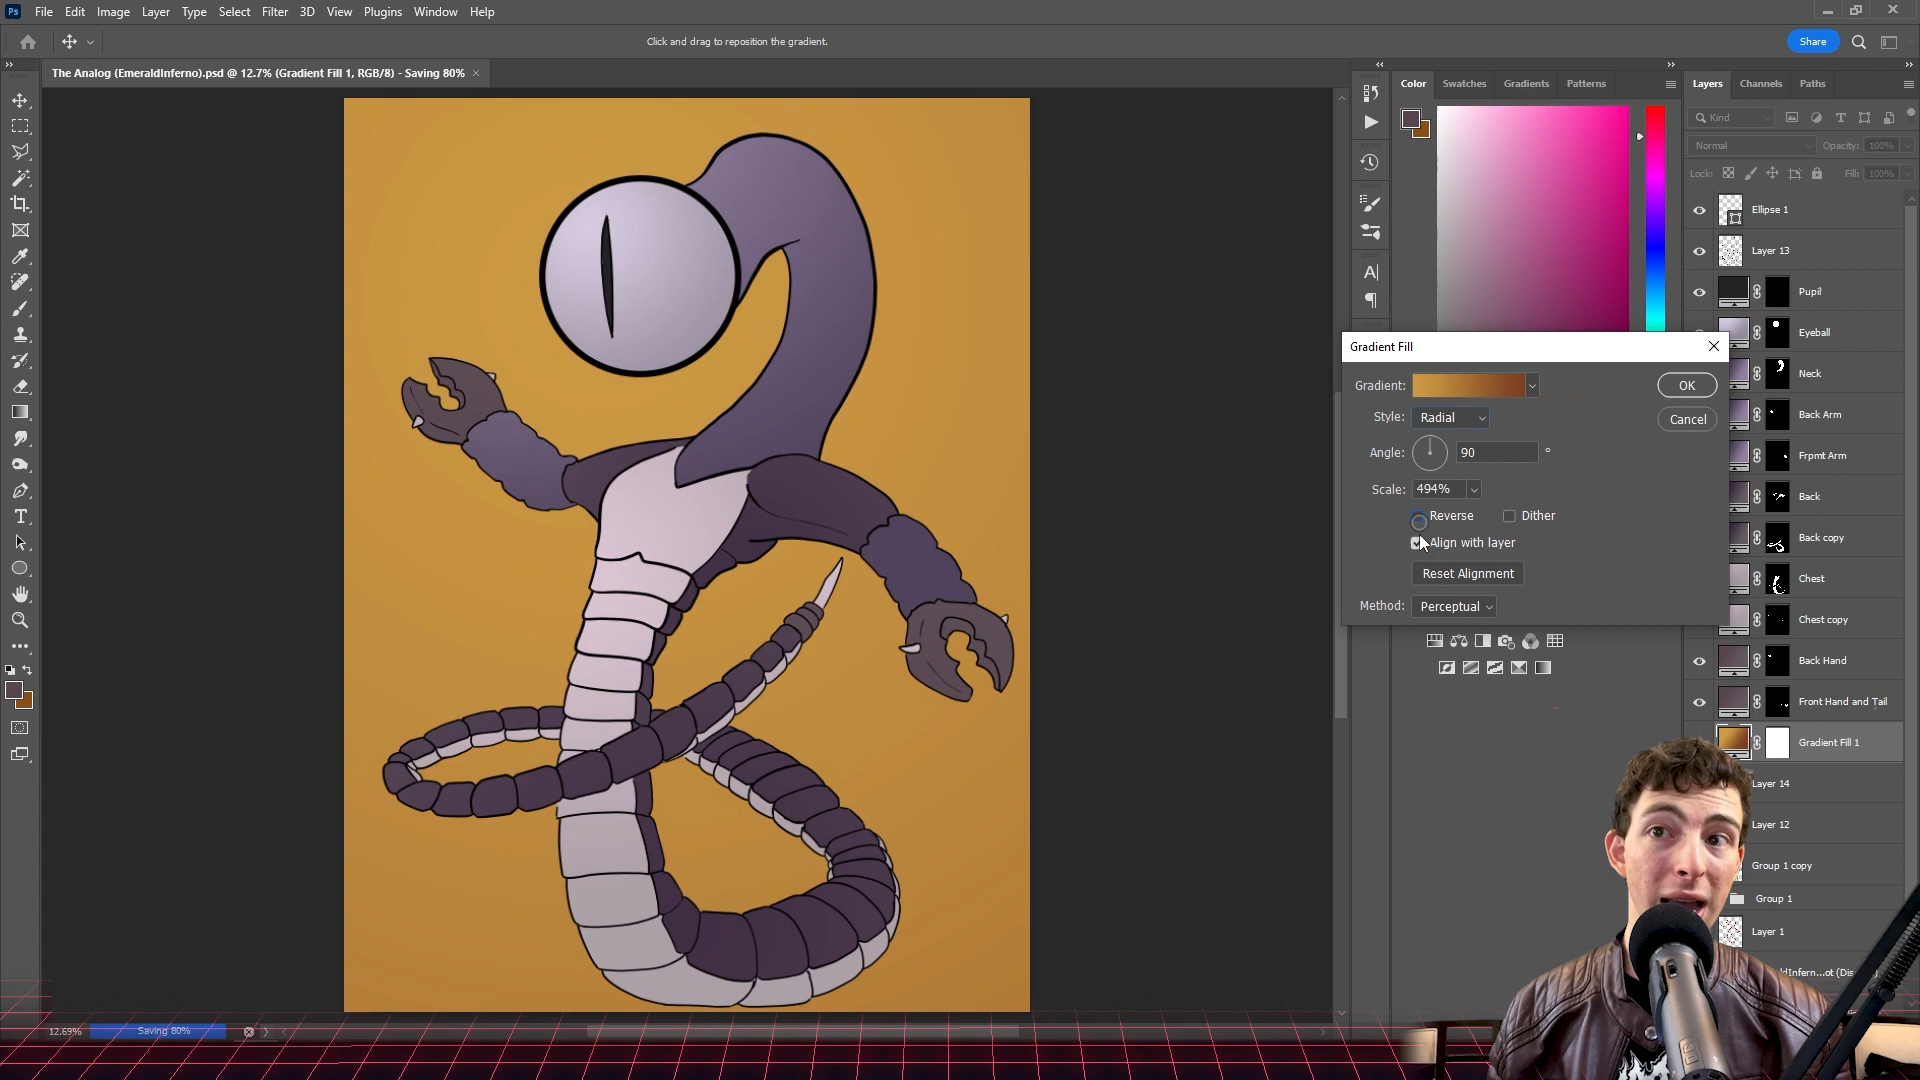 Ps File Edit Image Layer Type Select Filter 3D View Plugins Window Help
Click and drag to reposition the gradient.
Share
The Analog (EmeraldInferno).psd @ 12.7% (Gradient Fill 1, RGB/8) - Saving 80% ×
Color Swatches Gradients Patterns
Layers Channels Paths
Kind
Normal Opacity: 100%
Lock: Fill: 100%
Ellipse 1
Layer 13
Pupil
Eyeball
Neck
Back Arm
Frpmt Arm
Back
Back copy
Chest
Chest copy
Back Hand
Front Hand and Tail
Gradient Fill 1
Layer 14
Layer 12
Group 1 copy
Group 1
Layer 1
Gradient Fill
Gradient:
OK
Style: Radial
Cancel
Angle: 90 °
Scale: 494%
Reverse Dither
Align with layer
Reset Alignment
Method: Perceptual
12.69% Saving 80%